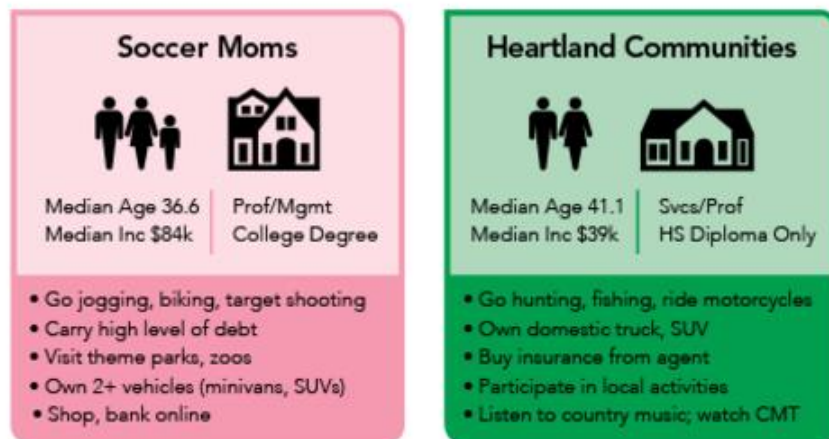 Soccer Moms
Median Age 36.6
Median Inc $84k
Prof/Mgmt
College Degree
• Go jogging, biking, target shooting
• Carry high level of debt
• Visit theme parks, zoos
• Own 2+ vehicles (minivans, SUVs)
• Shop, bank online
Heartland Communities
Median Age 41.1
Median Inc $39k
Svcs/Prof
HS Diploma Only
• Go hunting, fishing, ride motorcycles
• Own domestic truck, SUV
• Buy insurance from agent
• Participate in local activities
• Listen to country music; watch CMT